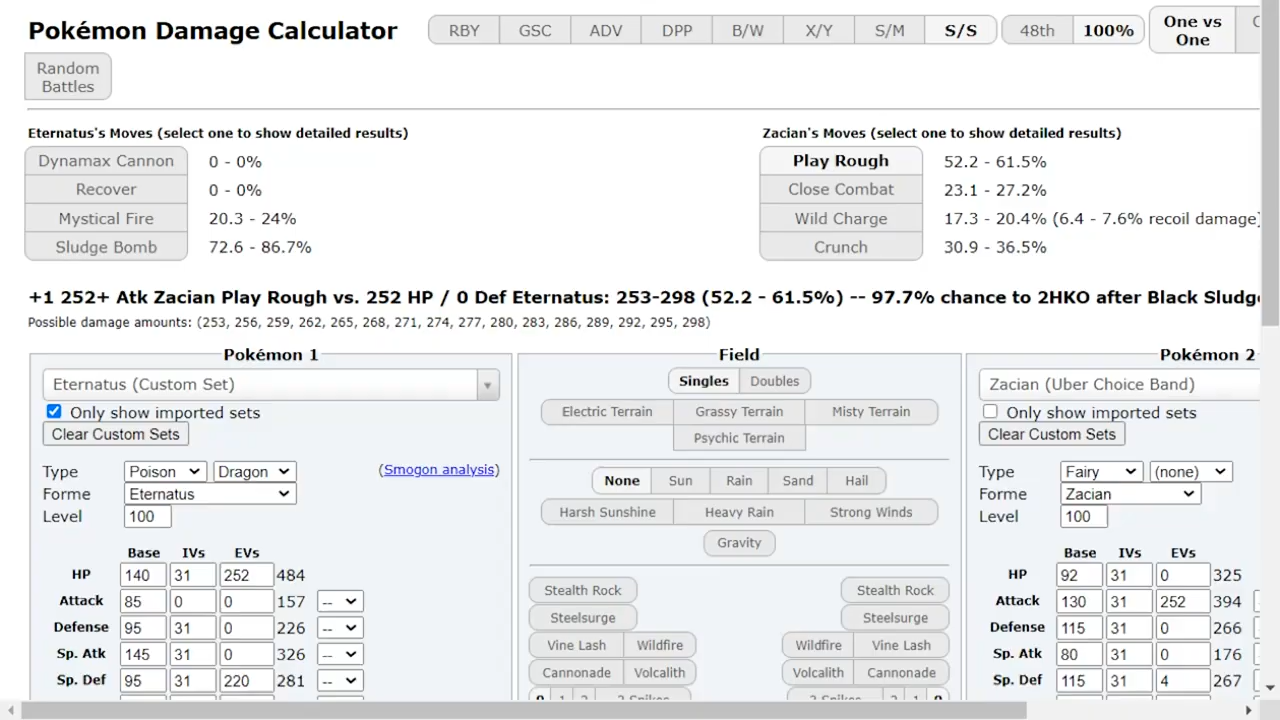 Pokémon Damage Calculator
RBY GSC ADV DPP B/W X/Y S/M S/S 48th 100% One vs One
Random Battles
Eternatus's Moves (select one to show detailed results)
Dynamax Cannon 0 - 0%
Recover 0 - 0%
Mystical Fire 20.3 - 24%
Sludge Bomb 72.6 - 86.7%
Zacian's Moves (select one to show detailed results)
Play Rough 52.2 - 61.5%
Close Combat 23.1 - 27.2%
Wild Charge 17.3 - 20.4% (6.4 - 7.6% recoil damage)
Crunch 30.9 - 36.5%
+1 252+ Atk Zacian Play Rough vs. 252 HP / 0 Def Eternatus: 253-298 (52.2 - 61.5%) -- 97.7% chance to 2HKO after Black
Possible damage amounts: (253, 256, 259, 262, 265, 268, 271, 274, 277, 280, 283, 286, 289, 292, 295, 298)
Pokémon 1
Eternatus (Custom Set)
Only show imported sets
Clear Custom Sets
Type Poison Dragon (Smogon analysis)
Forme Eternatus
Level 100
Base IVs EVs
HP 140 31 252 484
Attack 85 0 0 157 --
Defense 95 31 0 226 --
Sp. Atk 145 31 0 326 --
Sp. Def 95 31 220 281 --
Field
Singles Doubles
Electric Terrain Grassy Terrain Misty Terrain
Psychic Terrain
None Sun Rain Sand Hail
Harsh Sunshine Heavy Rain Strong Winds
Gravity
Stealth Rock Stealth Rock
Steelsurge Steelsurge
Vine Lash Wildfire Wildfire Vine Lash
Cannonade Volcalith Volcalith Cannonade
0 1 2 3 Spikes 3 Spikes 2 1 0
Pokémon 2
Zacian (Uber Choice Band)
Only show imported sets
Clear Custom Sets
Type Fairy (none)
Forme Zacian
Level 100
Base IVs EVs
HP 92 31 0 325
Attack 130 31 252 394
Defense 115 31 0 266
Sp. Atk 80 31 0 176
Sp. Def 115 31 4 267